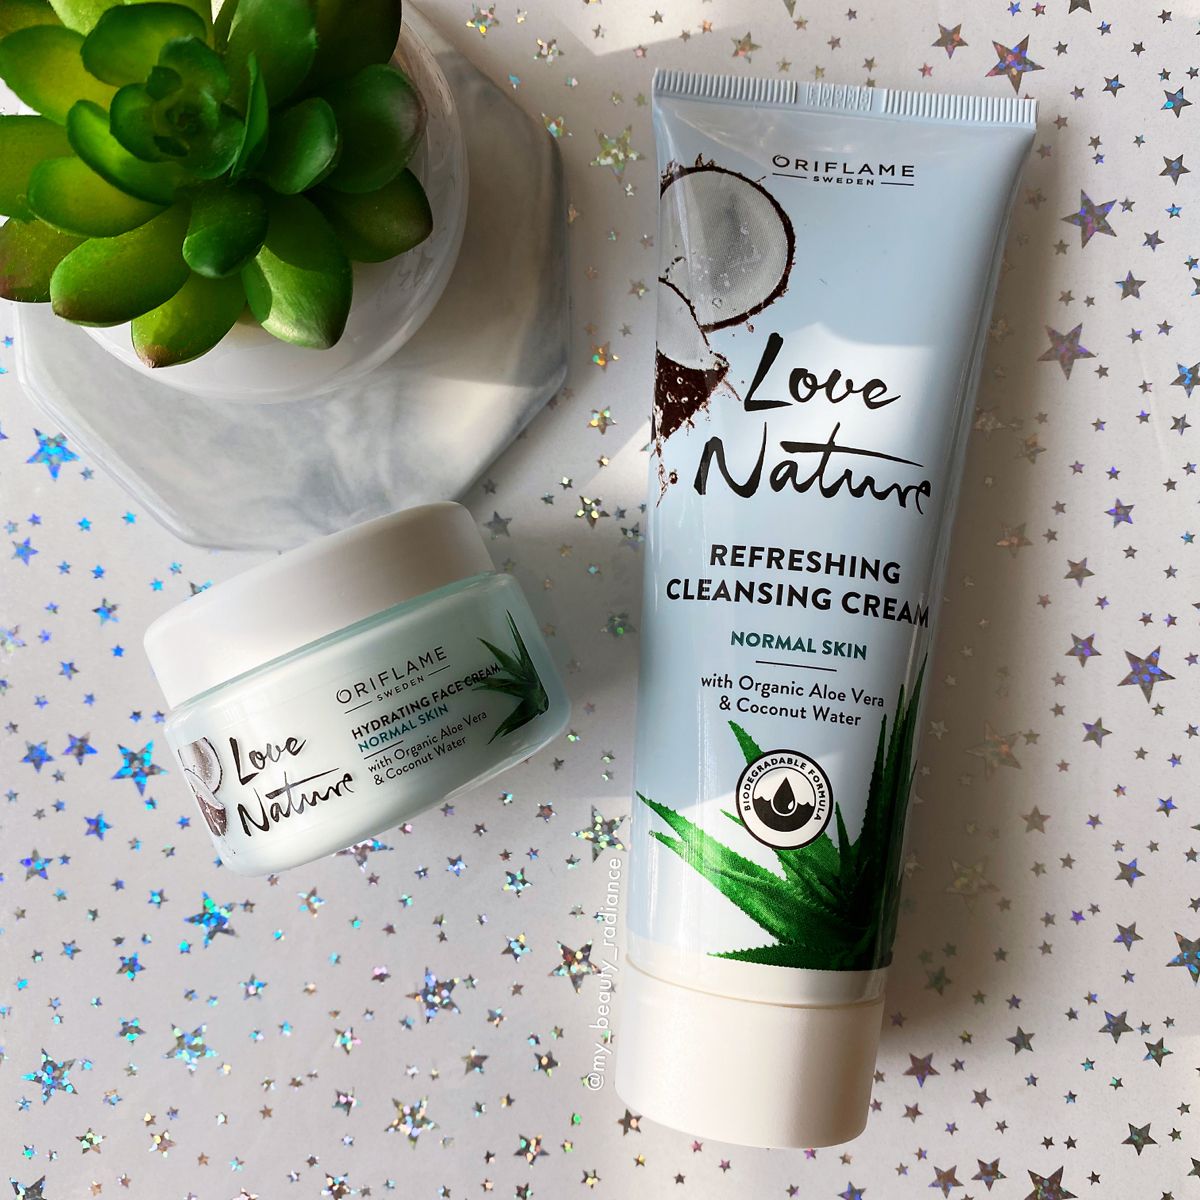 ORIFLAME
SWEDEN
Love
Nature
REFRESHING
CLEANSING CREAM
NORMAL SKIN
with Organic Aloe Vera
& Coconut Water
BIODEGRADABLE FORMULA
ORIFLAME
SWEDEN
HYDRATING FACE CREAM
NORMAL SKIN
with Organic Aloe Vera
& Coconut Water
Love
Nature
@my_beauty_radiance